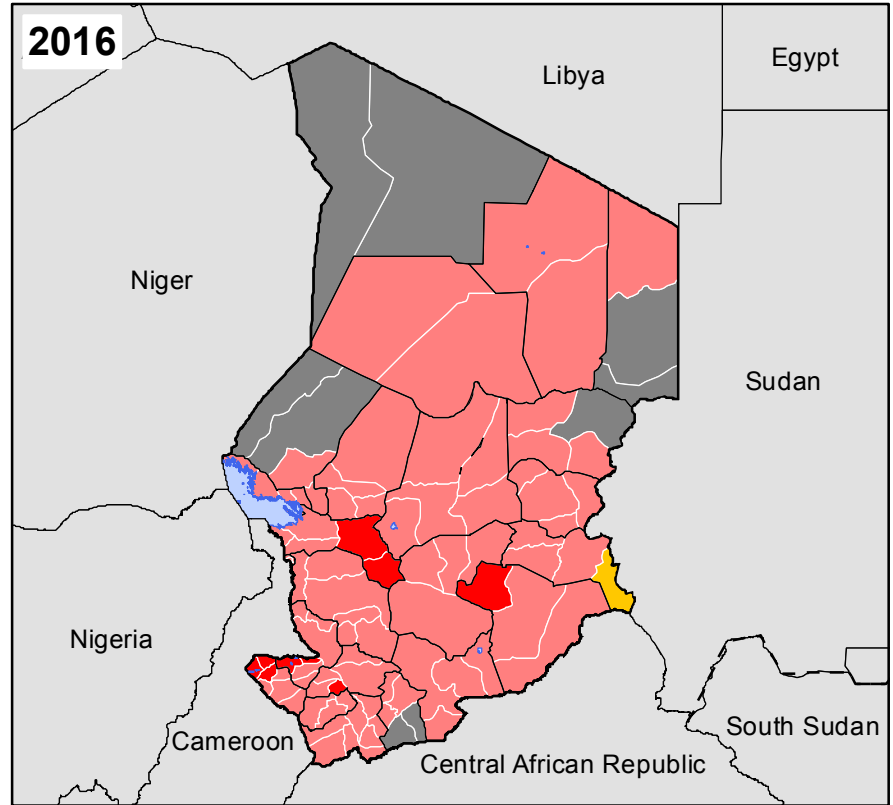 2016
Libya
Egypt
Niger
Sudan
Nigeria
Cameroon
South Sudan
Central African Republic